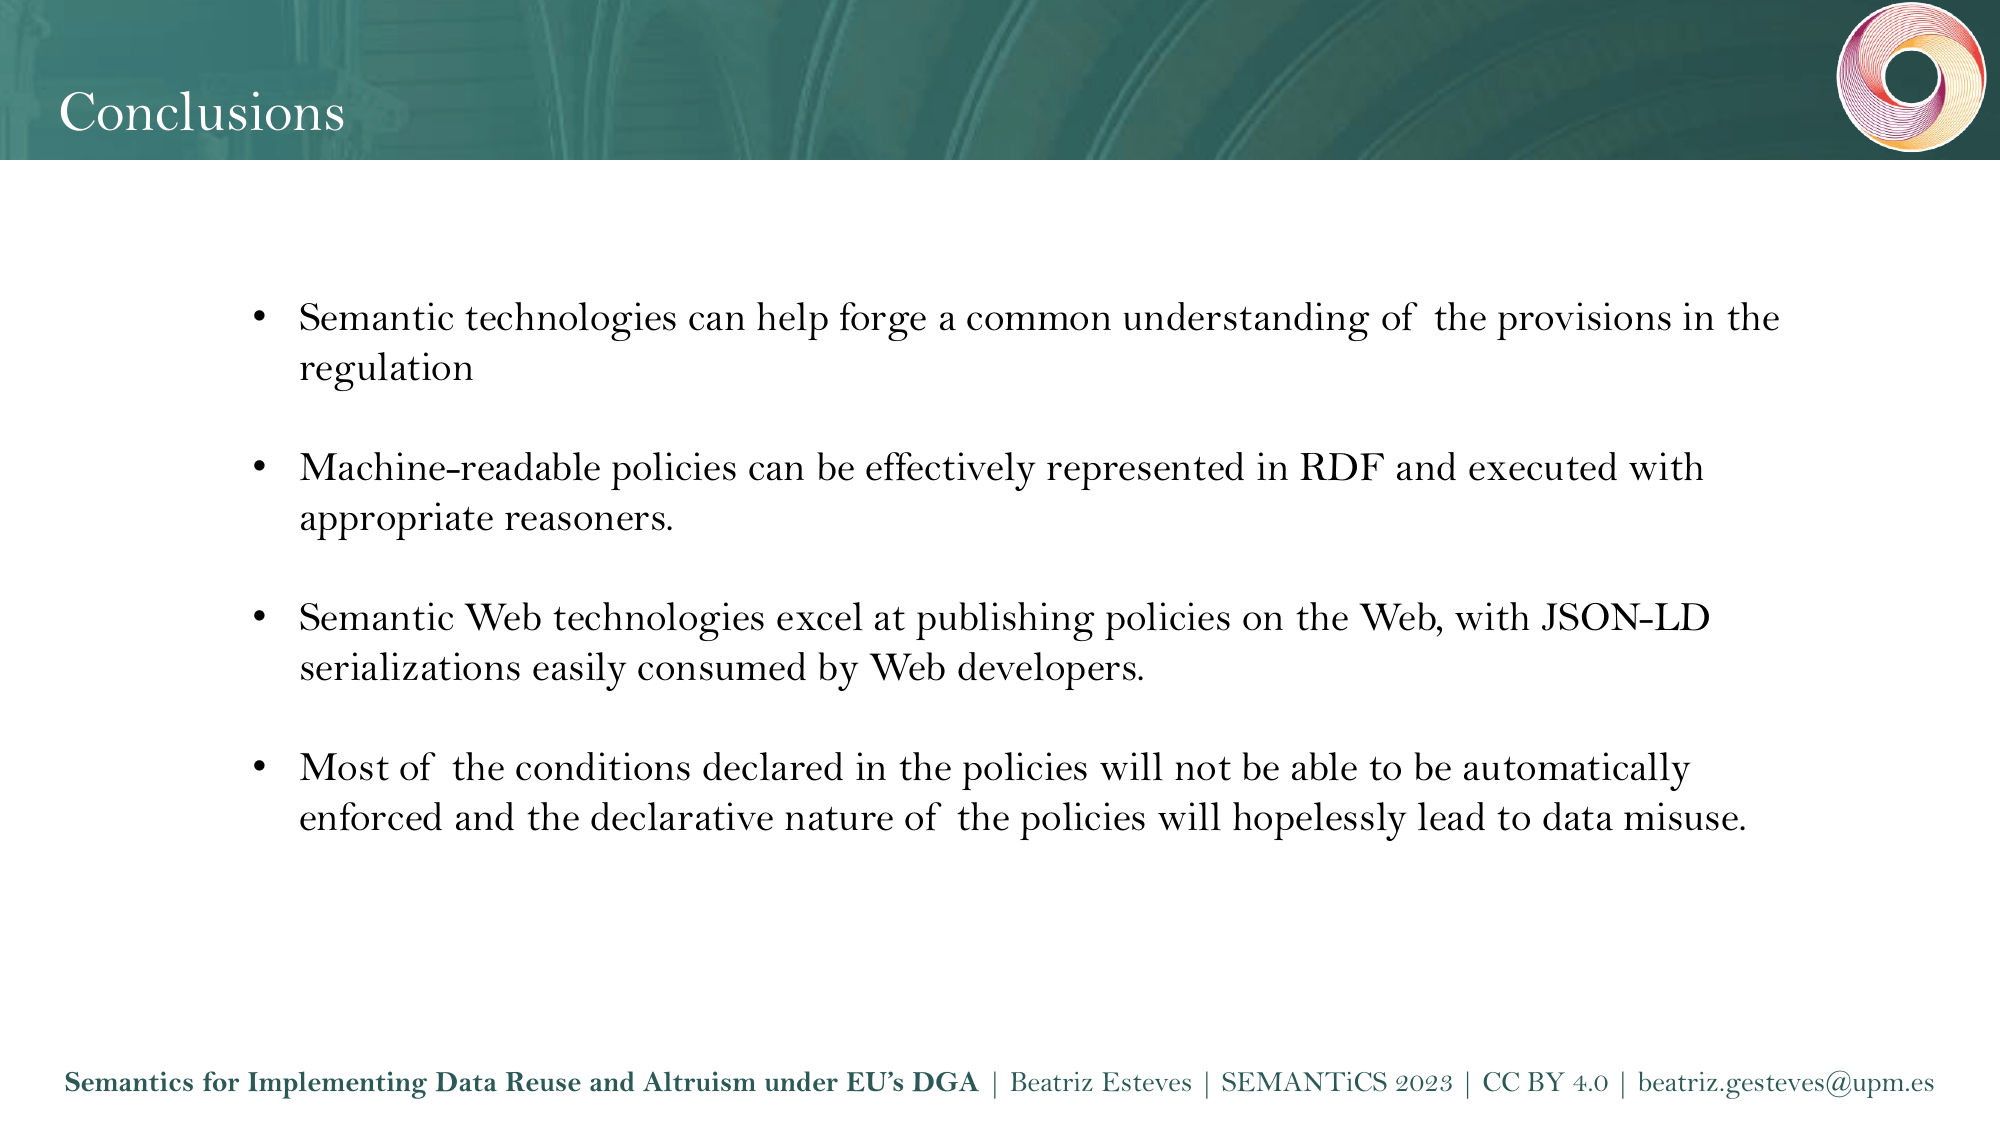 Conclusions
• Semantic technologies can help forge a common understanding of the provisions in the
regulation
• Machine-readable policies can be effectively represented in RDF and executed with
appropriate reasoners.
• Semantic Web technologies excel at publishing policies on the Web, with JSON-LD
serializations easily consumed by Web developers.
• Most of the conditions declared in the policies will not be able to be automatically
enforced and the declarative nature of the policies will hopelessly lead to data misuse.
Semantics for Implementing Data Reuse and Altruism under EU’s DGA | Beatriz Esteves | SEMANTiCS 2023 | CC BY 4.0 | beatriz.gesteves@upm.es